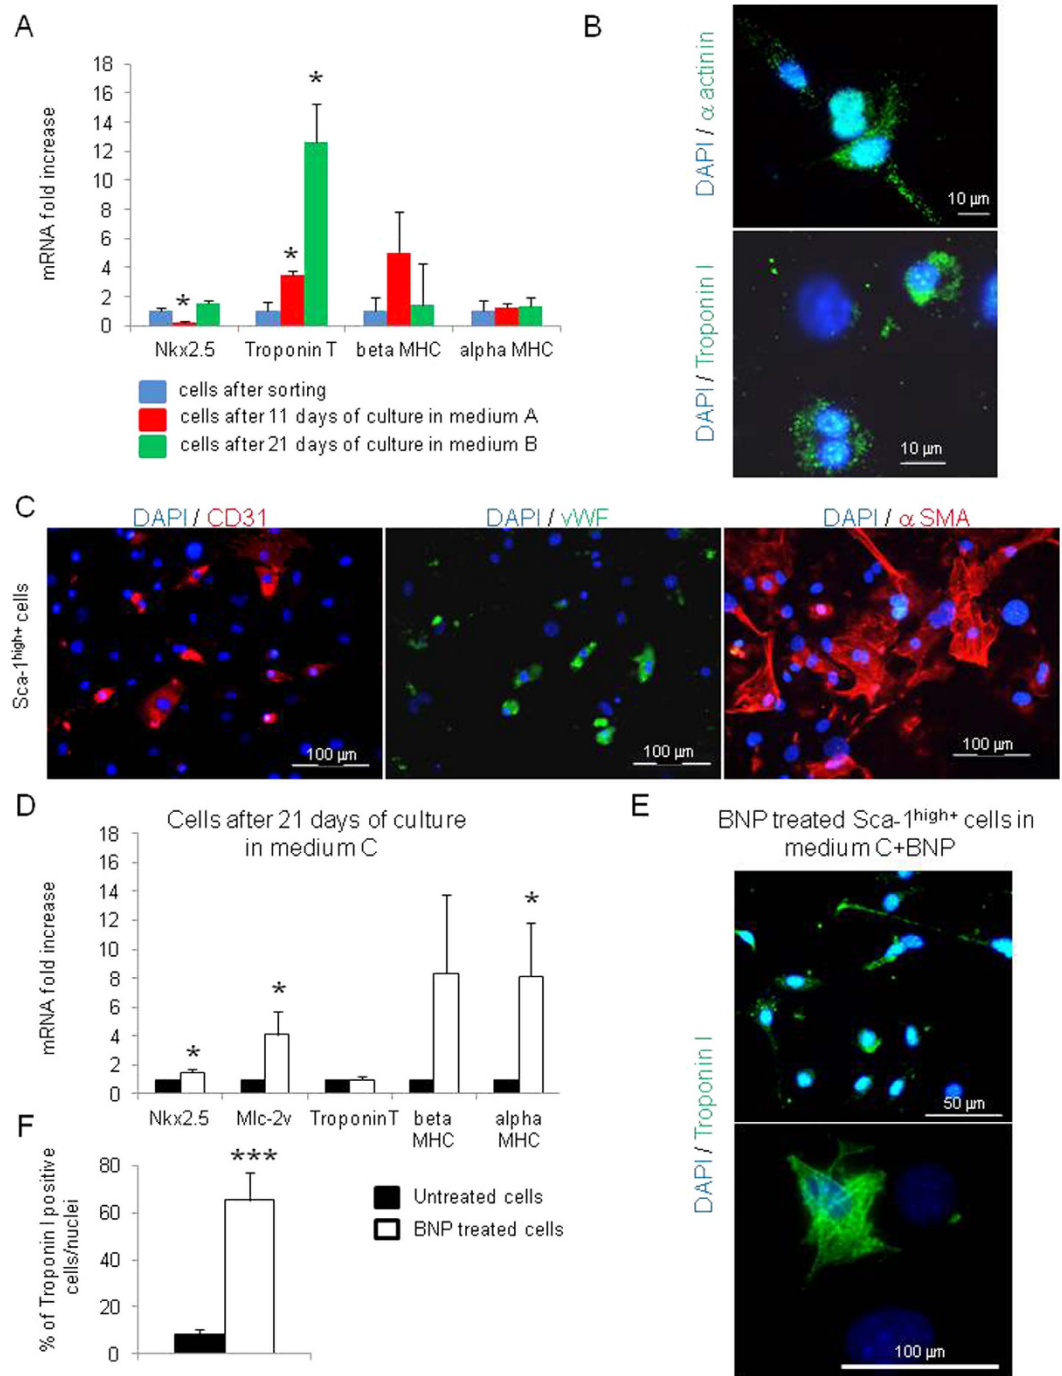 A
18
16
14
12
10
8
6
4
2
0
mRNA fold increase
*
*
*
Nkx2.5 Troponin T beta MHC alpha MHC
cells after sorting
cells after 11 days of culture in medium A
cells after 21 days of culture in medium B
B
DAPI / α actinin
10 µm
DAPI / Troponin I
10 µm
C
DAPI / CD31 DAPI / vWF DAPI / α SMA
Sca-1high+ cells
100 µm 100 µm 100 µm
D
Cells after 21 days of culture
in medium C
18
16
14
12
10
8
6
4
2
0
mRNA fold increase
*
*
*
Nkx2.5 Mlc-2v TroponinT beta alpha
MHC MHC
E
BNP treated Sca-1high+ cells in
medium C+BNP
DAPI / Troponin I
50 µm
100 µm
F
80
60
40
20
0
% of Troponin I positive
cells/nuclei
***
Untreated cells
BNP treated cells